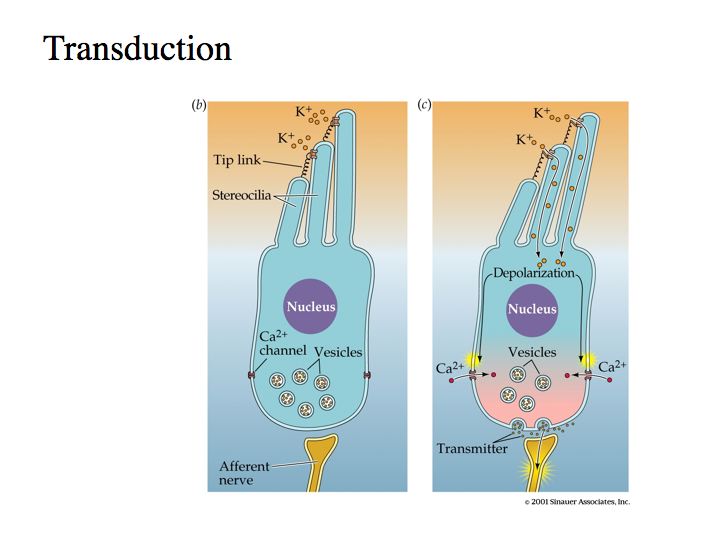 Transduction
(b)
K+
K+
Tip link
Stereocilia
Nucleus
Ca2+
channel Vesicles
Afferent
nerve
(c)
K+
K+
Depolarization
Nucleus
Vesicles
Ca2+
Ca2+
Transmitter
© 2001 Sinauer Associates, Inc.